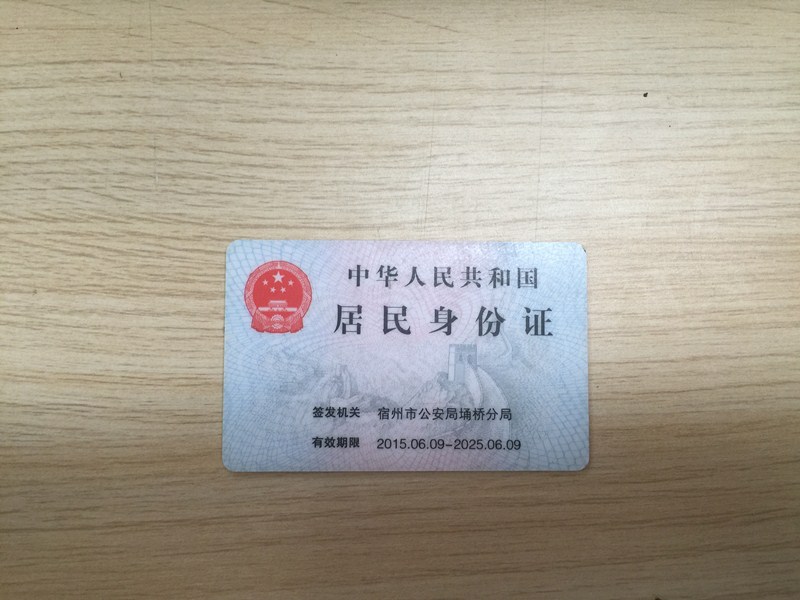 中华人民共和国
居民身份证
签发机关 宿州市公安局埇桥分局
有效期限 2015.06.09-2025.06.09